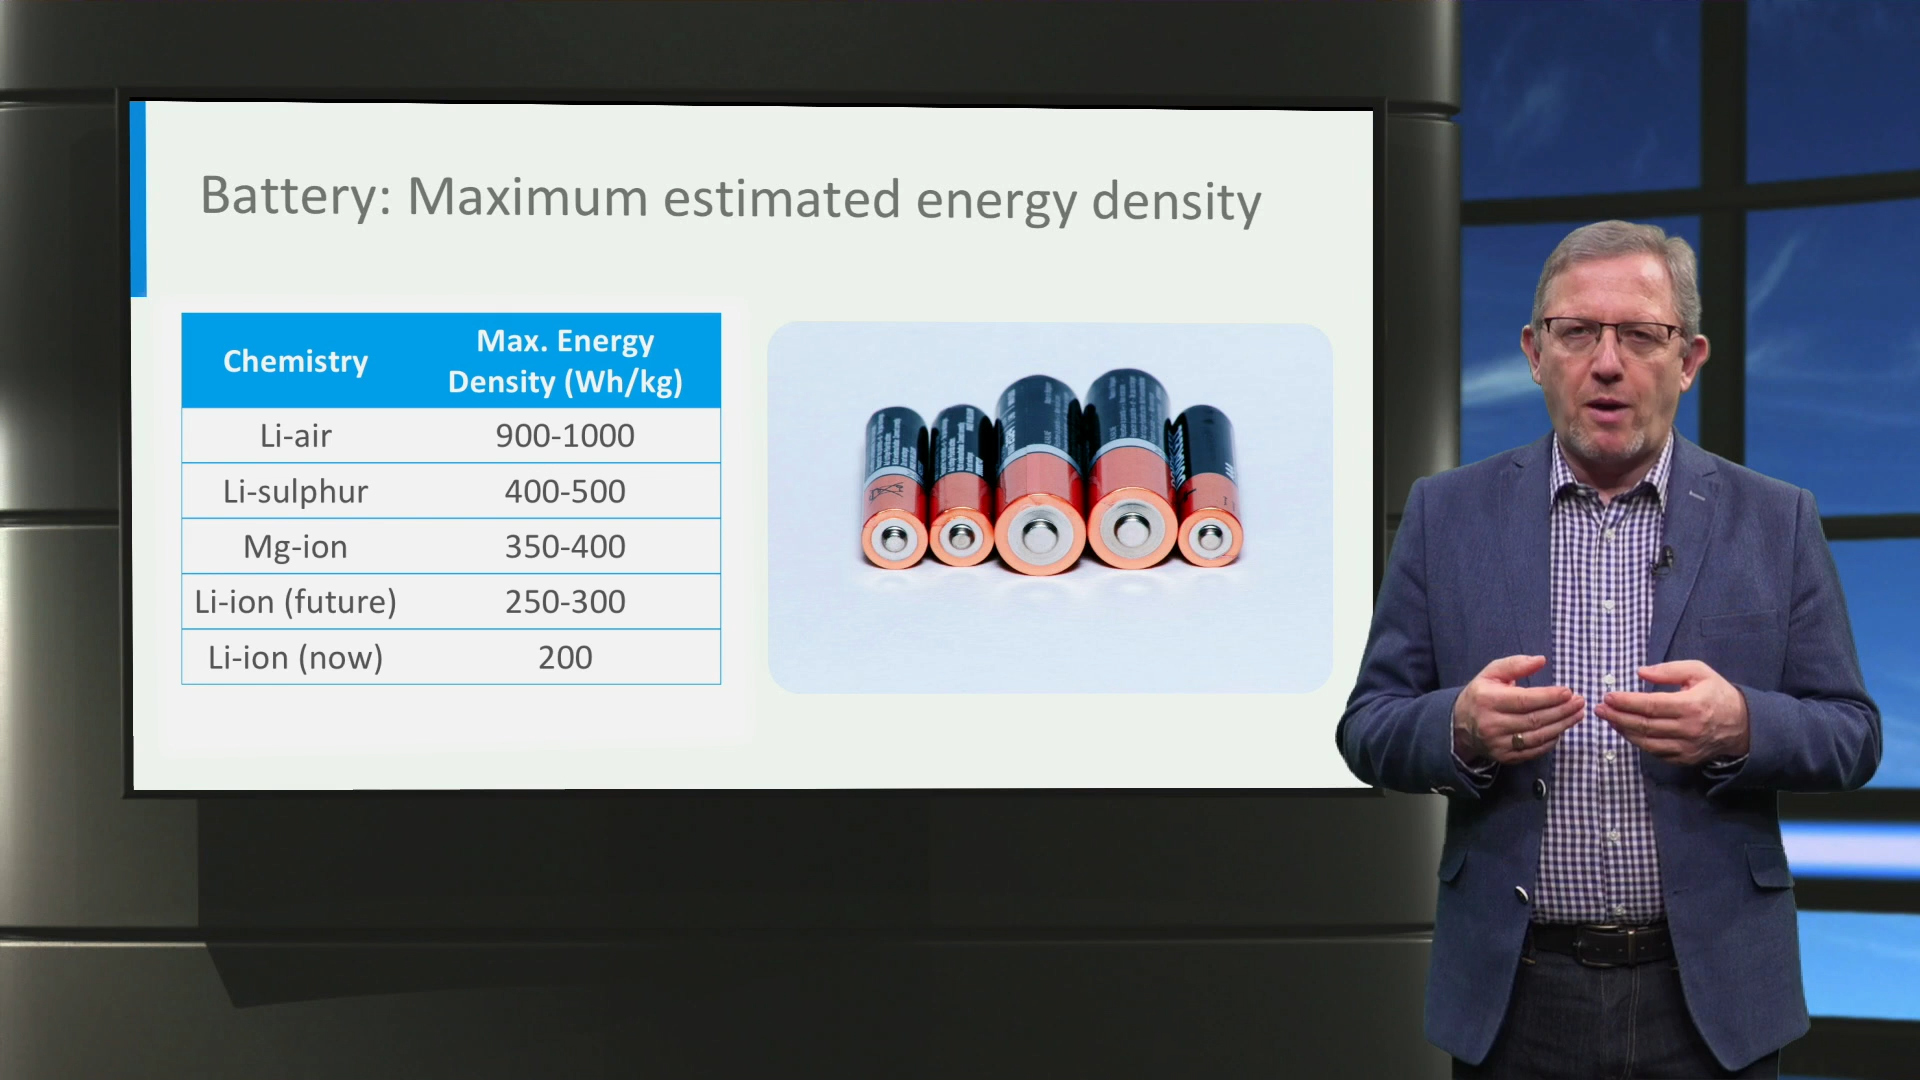 Battery: Maximum estimated energy density
Chemistry
Max. Energy
Density (Wh/kg)
Li-air 900-1000
Li-sulphur 400-500
Mg-ion 350-400
Li-ion (future) 250-300
Li-ion (now) 200